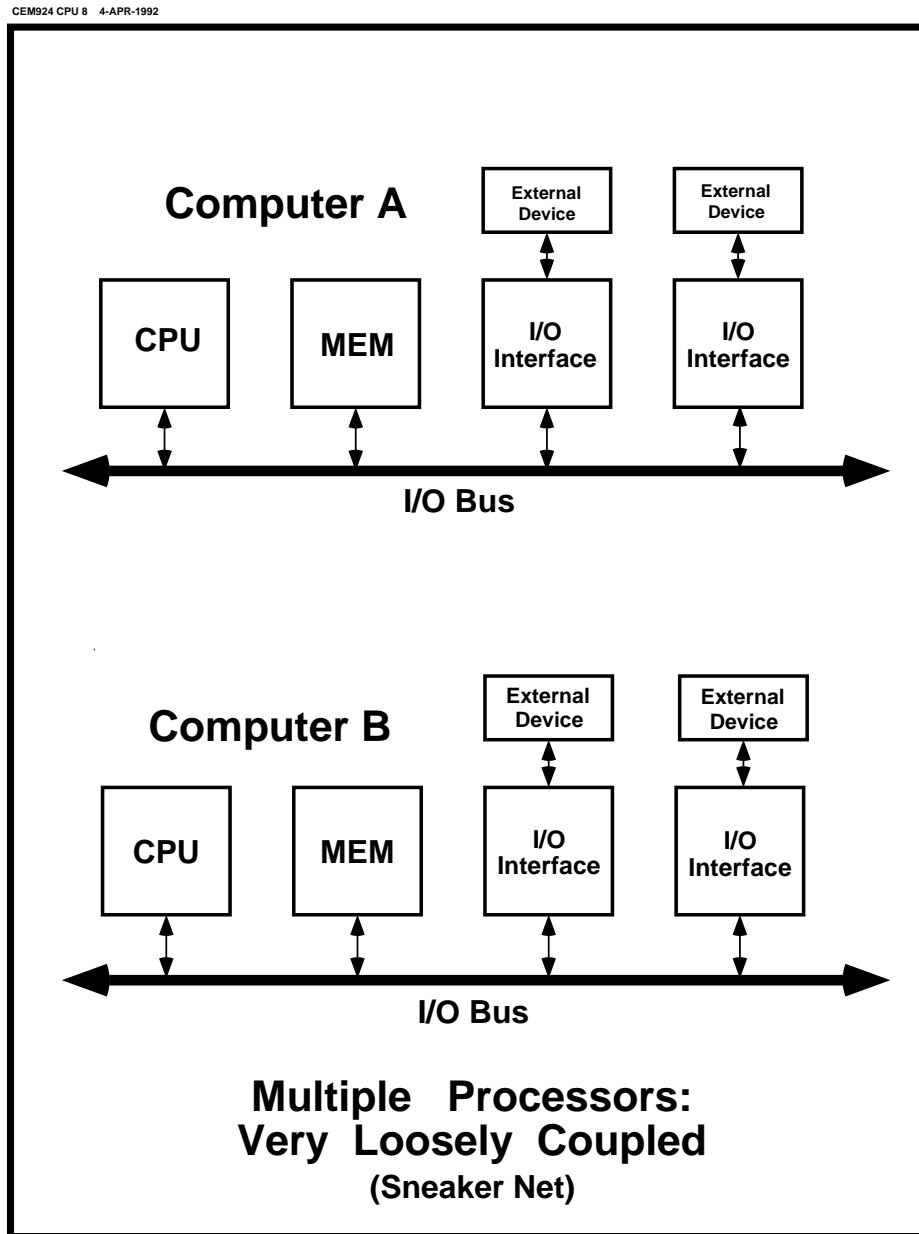 CEM924 CPU 8 4-APR-1992
Computer A
External
Device
External
Device
CPU
MEM
I/O
Interface
I/O
Interface
I/O Bus
Computer B
External
Device
External
Device
CPU
MEM
I/O
Interface
I/O
Interface
I/O Bus
Multiple Processors:
Very Loosely Coupled
(Sneaker Net)